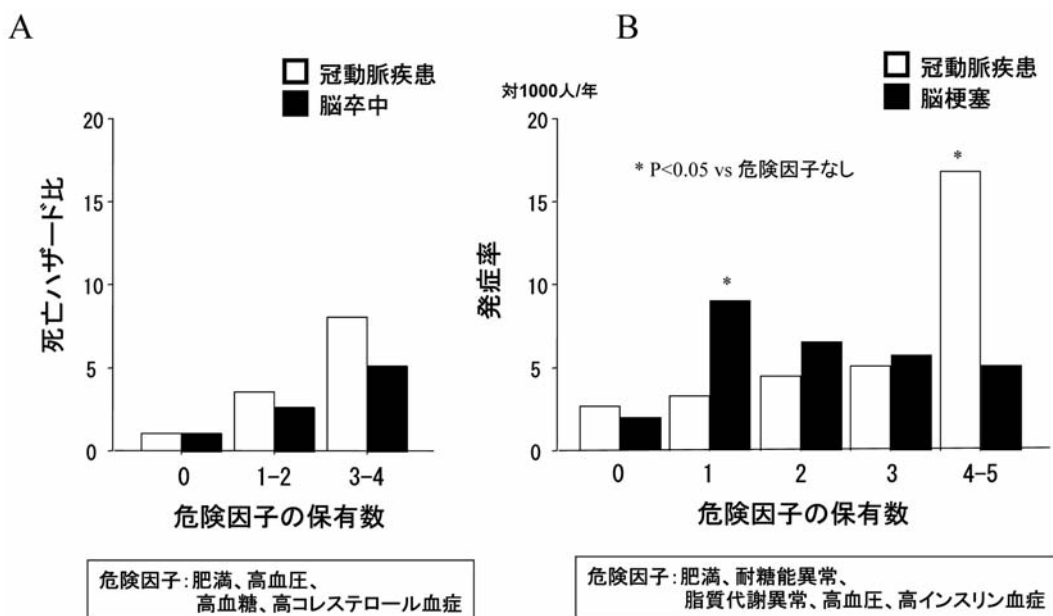 A
冠動脈疾患
脳卒中
死亡ハザード比
20
15
10
5
0
0
1-2
3-4
危険因子の保有数
危険因子:肥満、高血圧、
高血糖、高コレステロール血症
B
冠動脈疾患
脳梗塞
対1000人/年
* P<0.05 vs 危険因子なし
発症率
20
15
10
5
0
*
*
0
1
2
3
4-5
危険因子の保有数
危険因子:肥満、耐糖能異常、
脂質代謝異常、高血圧、高インスリン血症